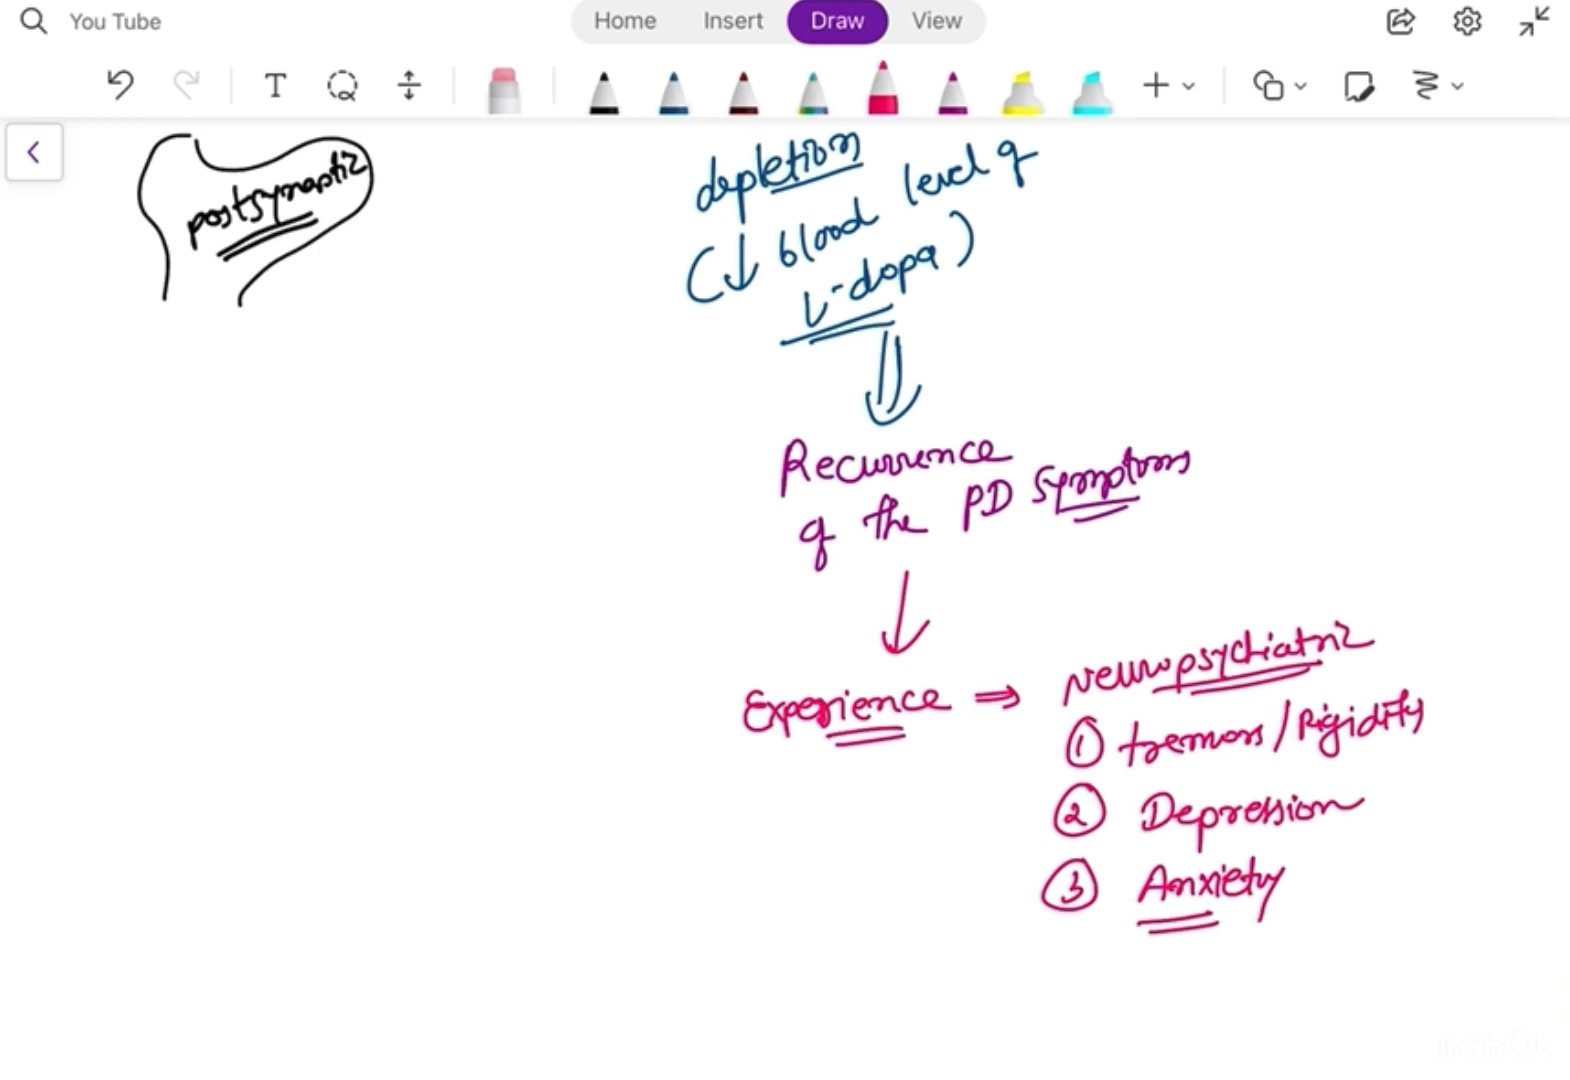 You Tube
Home Insert Draw View
T
postsynaptic
depletion
(↓ blood level of
L-dopa)
Recurrence
of the PD symptoms
Experience ⇒ Neuropsychiatric
① tremors/Rigidity
② Depression
③ Anxiety